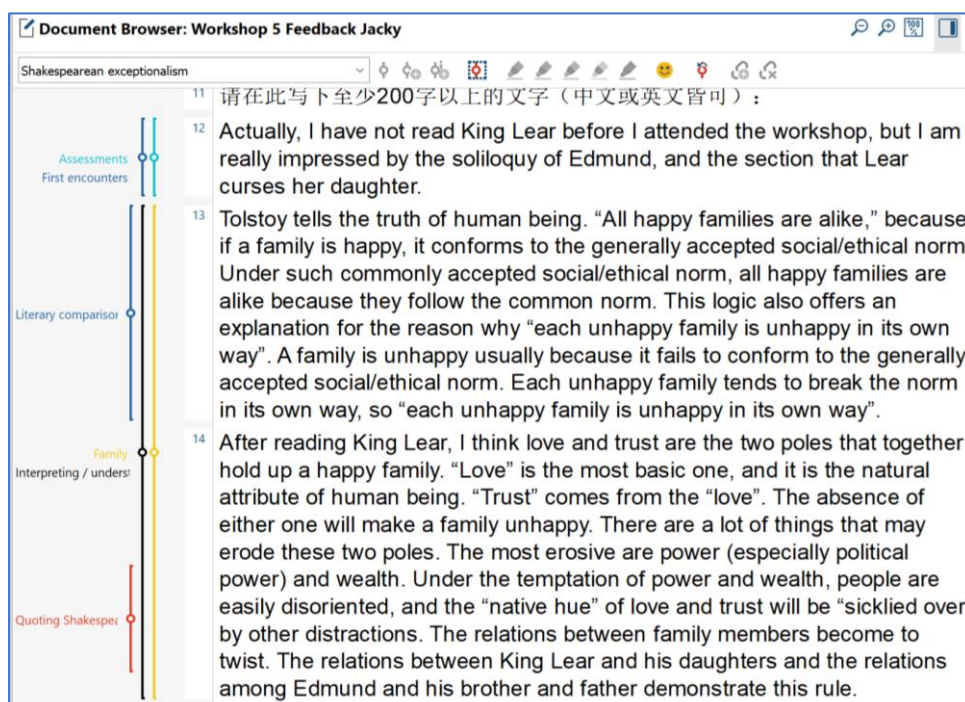 Document Browser: Workshop 5 Feedback Jacky
100
%
Shakespearean exceptionalism
11 请在此写下至少200字以上的文字（中文或英文皆可）：
Assessments
First encounters
12 Actually, I have not read King Lear before I attended the workshop, but I am
really impressed by the soliloquy of Edmund, and the section that Lear
curses her daughter.
Literary comparisor
13 Tolstoy tells the truth of human being. “All happy families are alike,” because
if a family is happy, it conforms to the generally accepted social/ethical norm
Under such commonly accepted social/ethical norm, all happy families are
alike because they follow the common norm. This logic also offers an
explanation for the reason why “each unhappy family is unhappy in its own
way”. A family is unhappy usually because it fails to conform to the generally
accepted social/ethical norm. Each unhappy family tends to break the norm
in its own way, so “each unhappy family is unhappy in its own way”.
Family
Interpreting / underst
14 After reading King Lear, I think love and trust are the two poles that together
hold up a happy family. “Love” is the most basic one, and it is the natural
attribute of human being. “Trust” comes from the “love”. The absence of
either one will make a family unhappy. There are a lot of things that may
erode these two poles. The most erosive are power (especially political
power) and wealth. Under the temptation of power and wealth, people are
easily disoriented, and the “native hue” of love and trust will be “sicklied over
by other distractions. The relations between family members become to
twist. The relations between King Lear and his daughters and the relations
among Edmund and his brother and father demonstrate this rule.
Quoting Shakespea